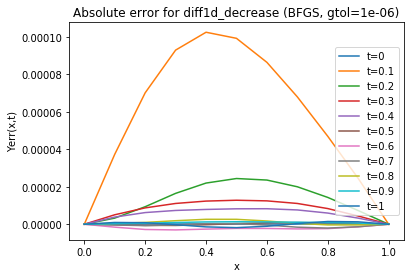 Absolute error for diff1d_decrease (BFGS, gtol=1e-06)
0.00010
0.00008
0.00006
0.00004
0.00002
0.00000
Yerr(x,t)
t=0
t=0.1
t=0.2
t=0.3
t=0.4
t=0.5
t=0.6
t=0.7
t=0.8
t=0.9
t=1
0.0 0.2 0.4 0.6 0.8 1.0
x